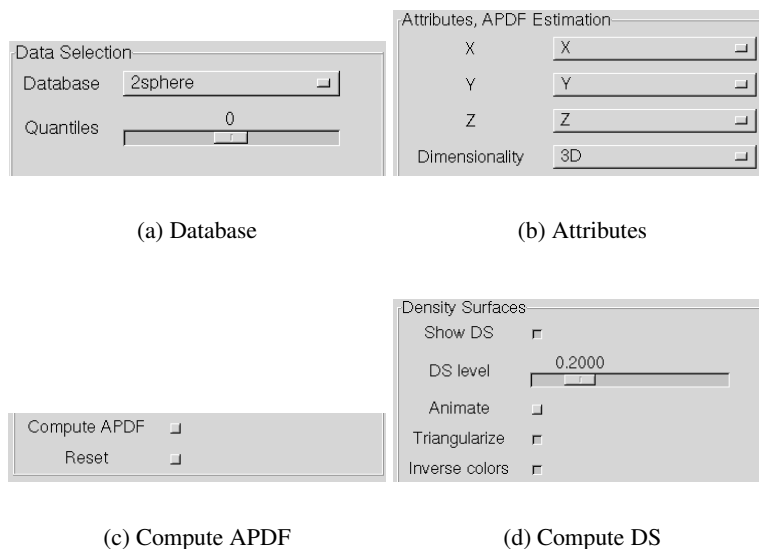 Data Selection
Database 2sphere
Quantiles 0
(a) Database
Attributes, APDF Estimation
X X
Y Y
Z Z
Dimensionality 3D
(b) Attributes
Compute APDF
Reset
(c) Compute APDF
Density Surfaces
Show DS
DS level 0.2000
Animate
Triangularize
Inverse colors
(d) Compute DS